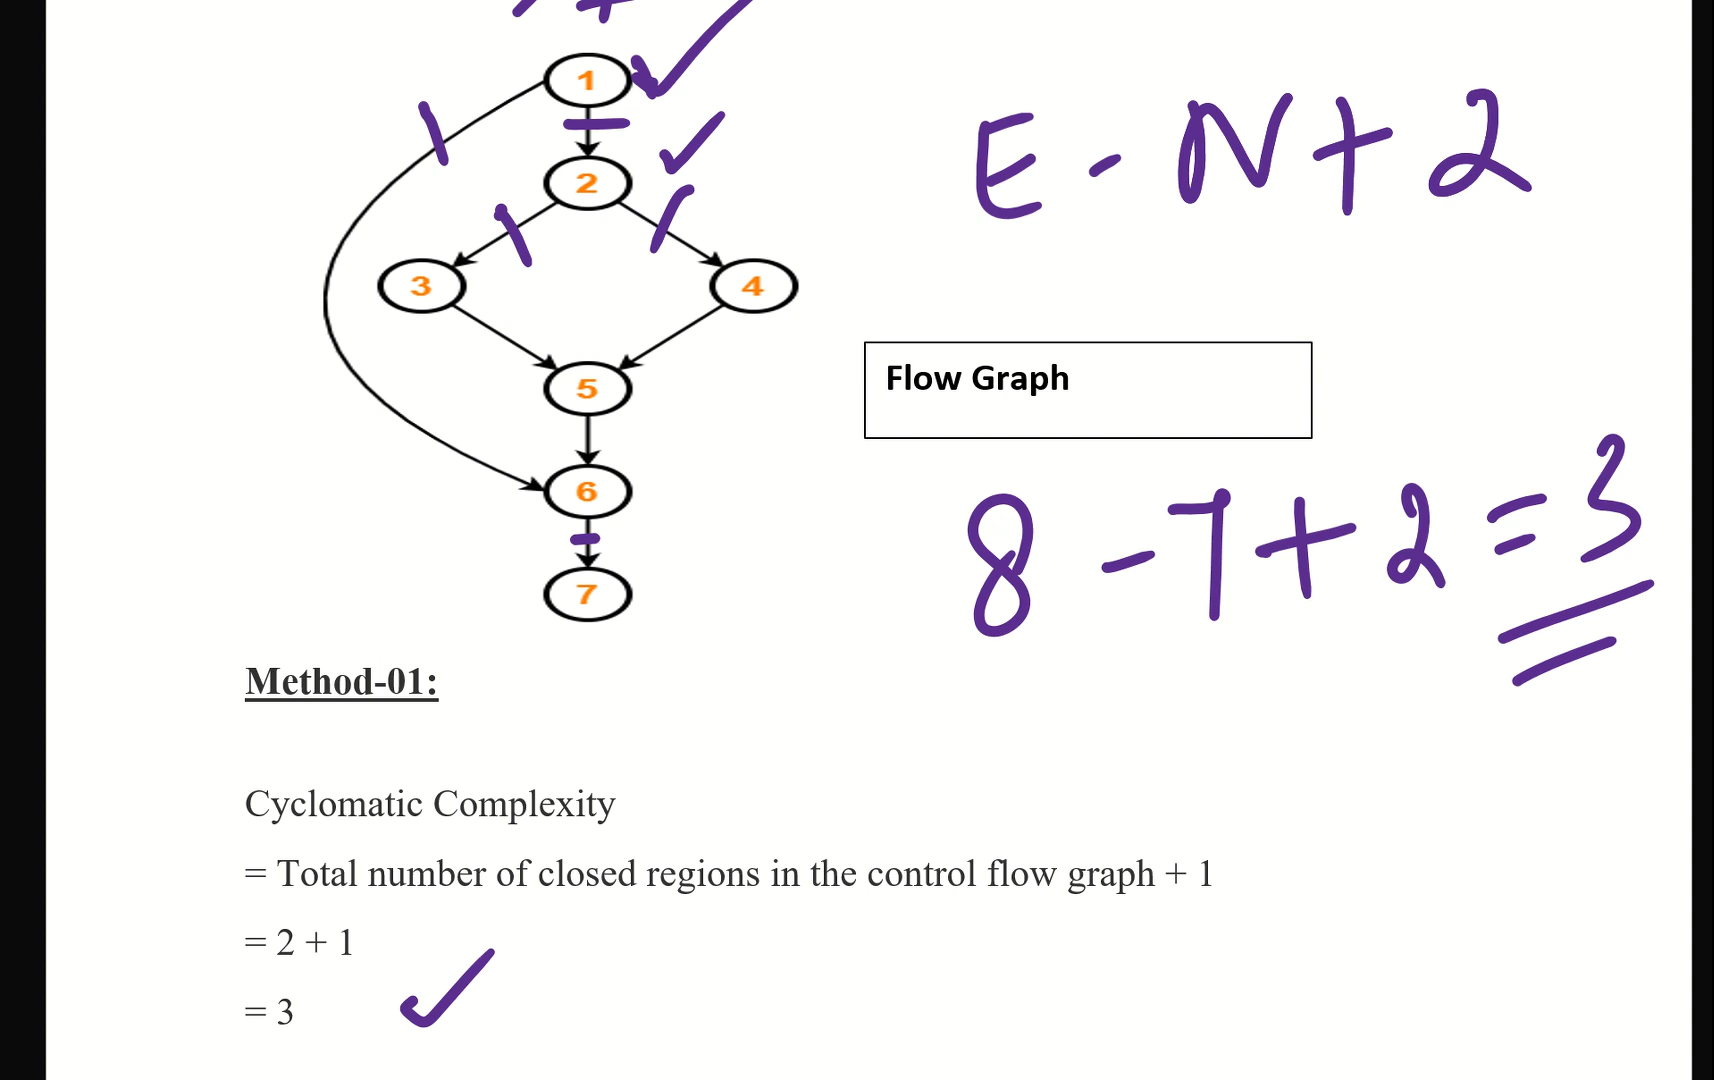 1
E - N + 2
2
3
4
Flow Graph
5
6
8 - 7 + 2 = 3
7
Method-01:
Cyclomatic Complexity
= Total number of closed regions in the control flow graph + 1
= 2 + 1
= 3